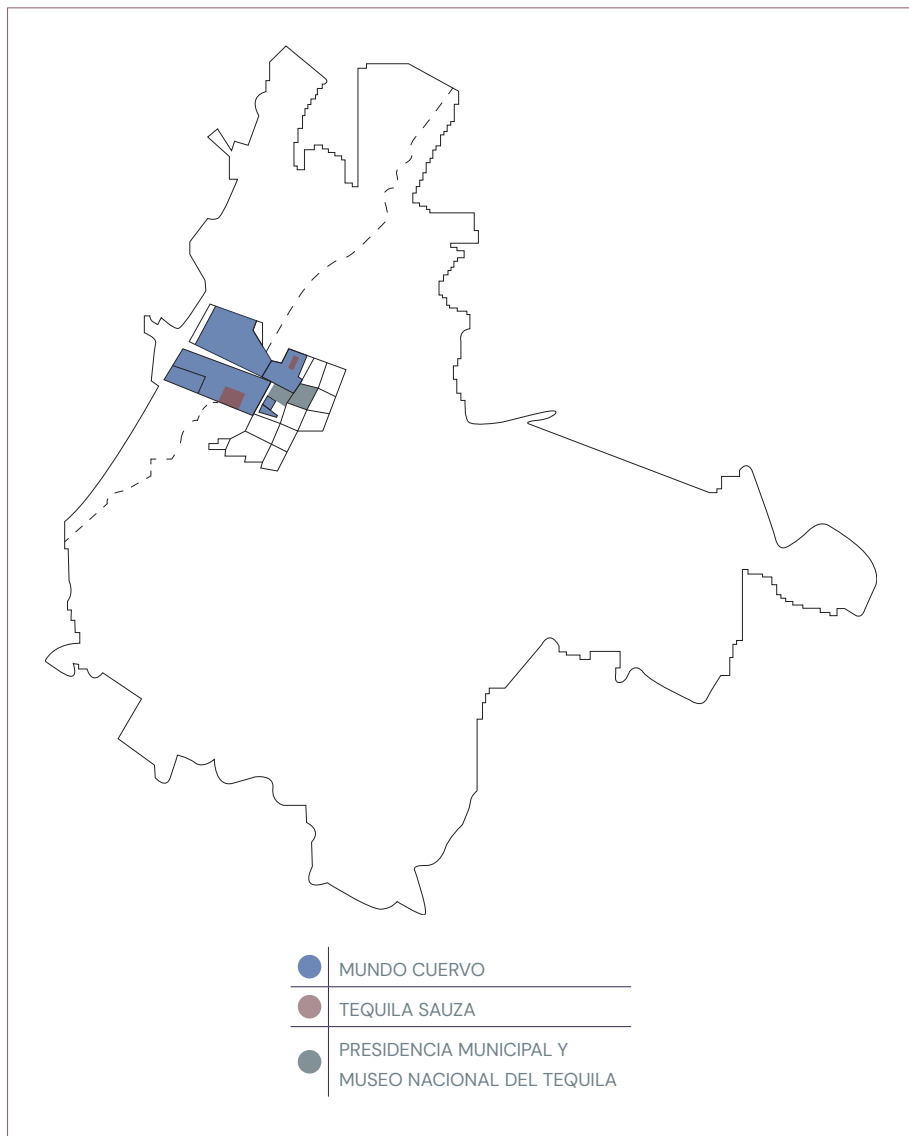 MUNDO CUERVO
TEQUILA SAUZA
PRESIDENCIA MUNICIPAL Y
MUSEO NACIONAL DEL TEQUILA